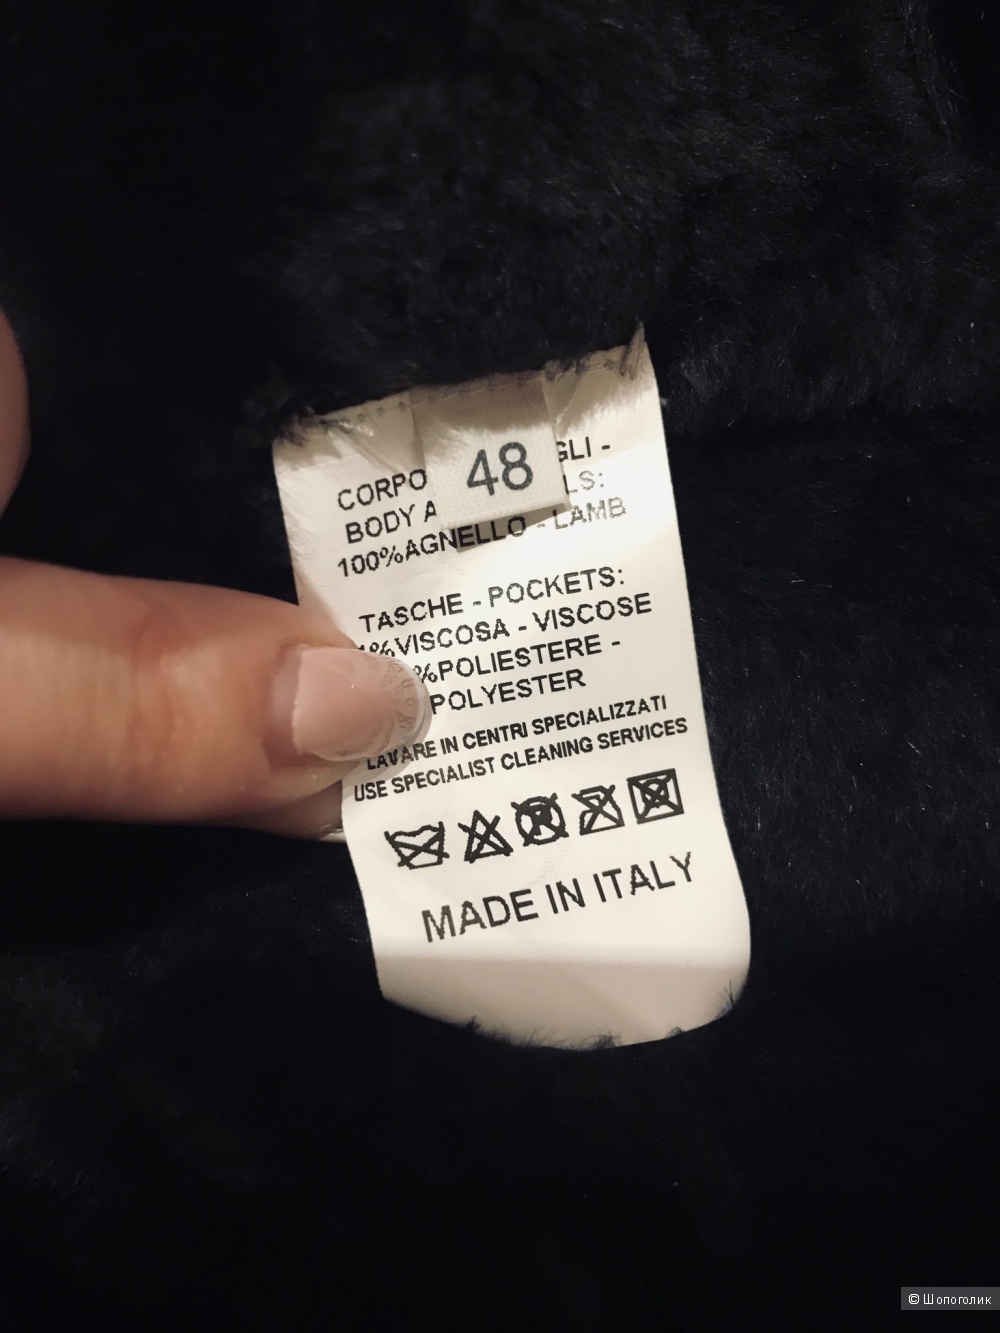 48
CORPO GLI -
BODY A LS:
100%AGNELLO - LAMB
TASCHE - POCKETS:
%VISCOSA - VISCOSE
%POLIESTERE -
POLYESTER
LAVARE IN CENTRI SPECIALIZZATI
USE SPECIALIST CLEANING SERVICES
MADE IN ITALY
© Шопоголик